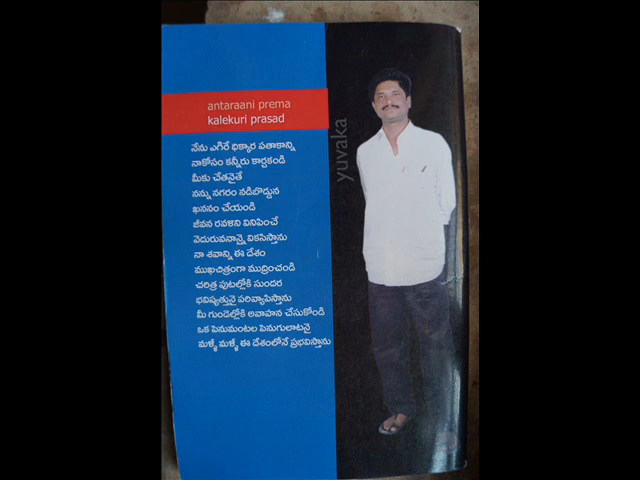 antaraani prema
kalekuri prasad
yuvaka
నేను ఎగిరే ధిక్కార పతాకాన్ని
నాకోసం కన్నీరు కార్చకండి
మీకు చేతనైతే
నన్ను నగరం నడిబొడ్డున
ఖననం చేయండి
జీవన రవళిని వినిపించే
వెదురువనాన్నై వికసిస్తాను
నా శవాన్ని ఈ దేశం
ముఖచిత్రంగా ముద్రించండి
చరిత్ర పుటల్లోకి సుందర
భవిష్యత్తునై పరివ్యాపిస్తాను
మీ గుండెల్లోకి అవాహన చేసుకోండి
ఒక పెనుమంటల పెనుగులాటనై
మళ్ళీ మళ్ళీ ఈ దేశంలోనే ప్రభవిస్తాను